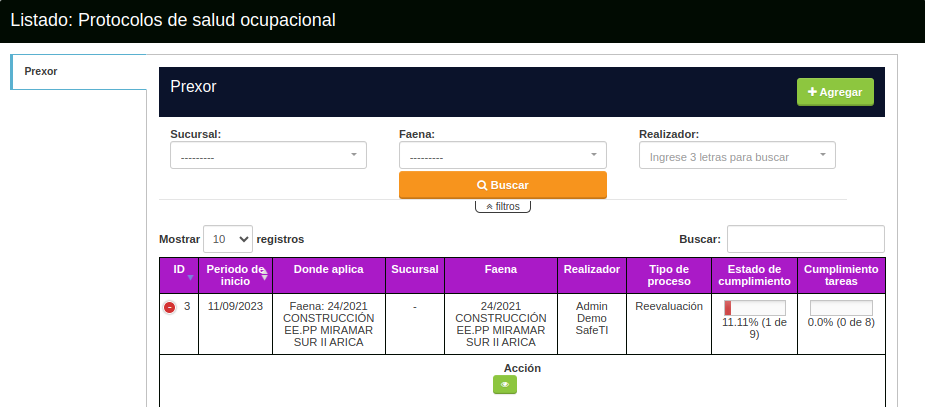 Listado: Protocolos de salud ocupacional
Prexor
Prexor
Agregar
Sucursal: Faena: Realizador:
--------- --------- Ingrese 3 letras para buscar
Buscar
filtros
Mostrar 10 registros Buscar:
ID Periodo de inicio Donde aplica Sucursal Faena Realizador Tipo de proceso Estado de cumplimiento Cumplimiento tareas
3 11/09/2023 Faena: 24/2021 - 24/2021 Admin Reevaluación
CONSTRUCCIÓN CONSTRUCCIÓN Demo 11.11% (1 de 0.0% (0 de 8)
EE.PP MIRAMAR EE.PP MIRAMAR SafeTI 9)
SUR II ARICA SUR II ARICA
Acción